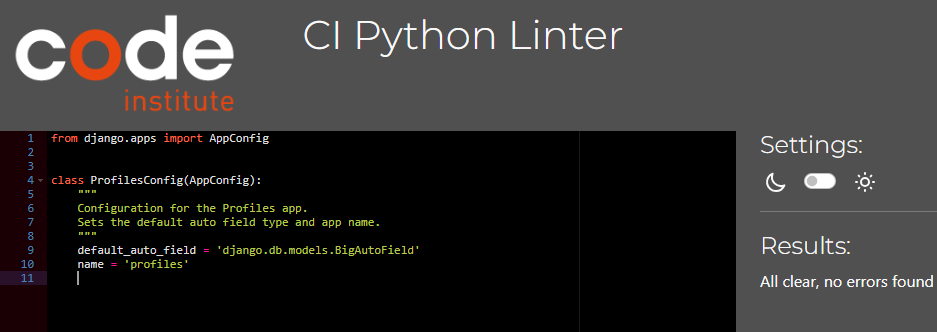 code
institute
CI Python Linter
1 from django.apps import AppConfig
2
3
4 class ProfilesConfig(AppConfig):
5 """
6 Configuration for the Profiles app.
7 Sets the default auto field type and app name.
8 """
9 default_auto_field = 'django.db.models.BigAutoField'
10 name = 'profiles'
11
Settings:
Results:
All clear, no errors found